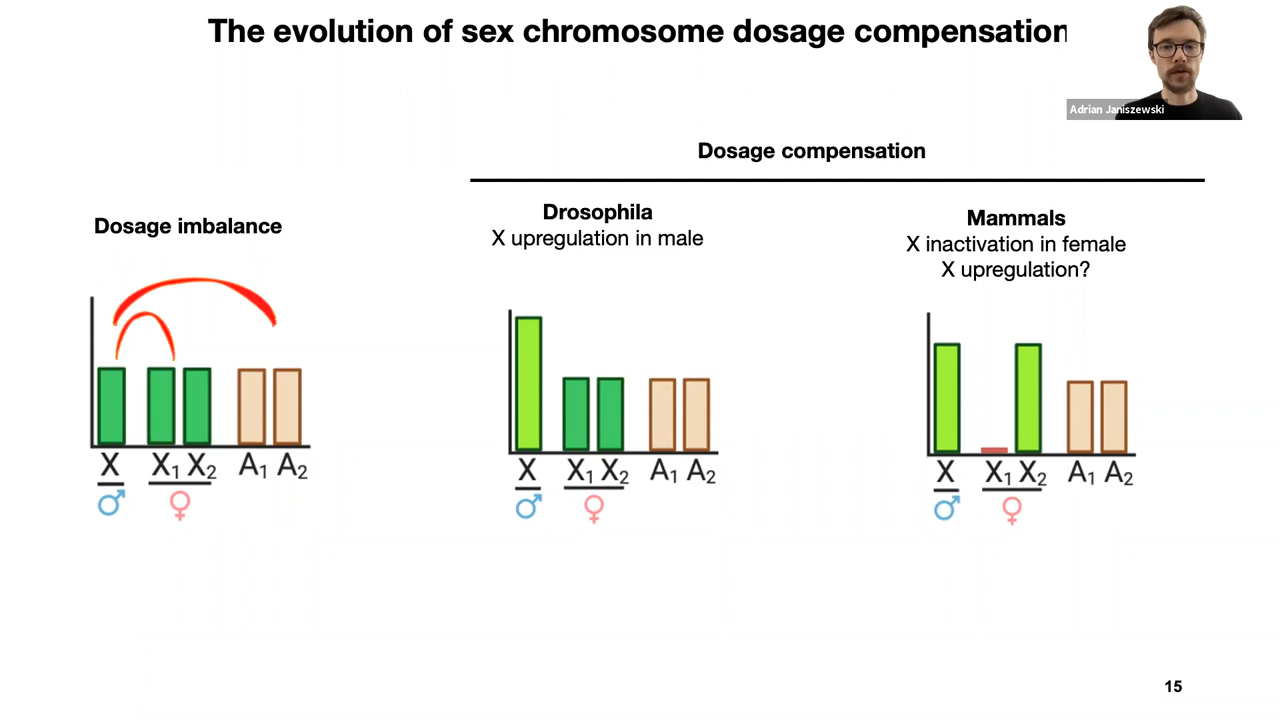 The evolution of sex chromosome dosage compensation
Adrian Janiszewski
Dosage compensation
Dosage imbalance
Drosophila
X upregulation in male
Mammals
X inactivation in female
X upregulation?
X X1 X2 A1 A2
♂ ♀
X X1 X2 A1 A2
♂ ♀
X X1 X2 A1 A2
♂ ♀
15